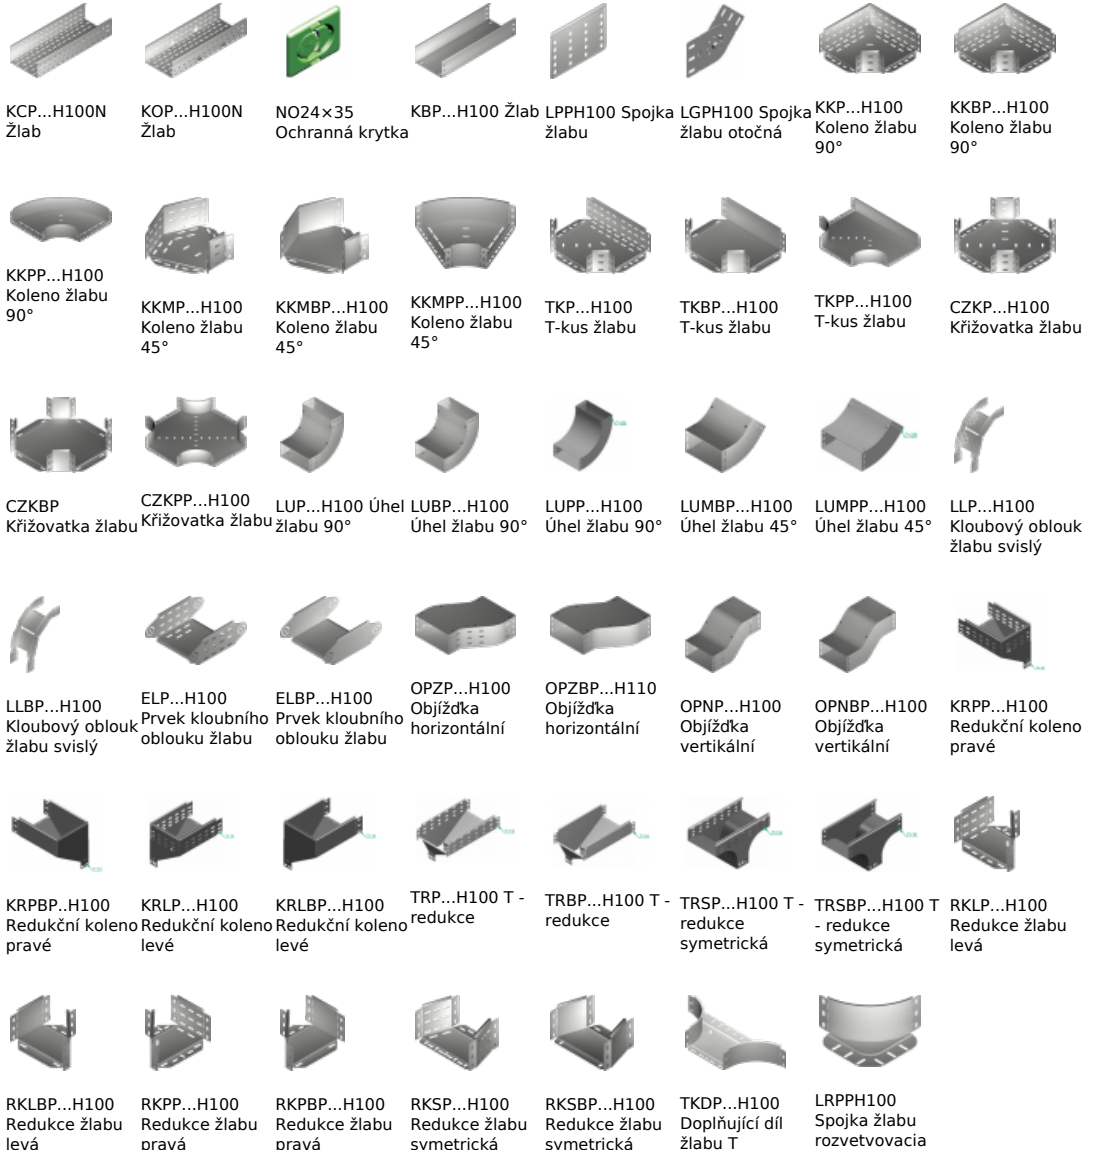 KCP...H100N
Žlab
KOP...H100N
Žlab
NO24×35
Ochranná krytka
KBP...H100 Žlab
LPPH100 Spojka
žlabu
LGPH100 Spojka
žlabu otočná
KKP...H100
Koleno žlabu
90°
KKBP...H100
Koleno žlabu
90°
KKPP...H100
Koleno žlabu
90°
KKMP...H100
Koleno žlabu
45°
KKMBP...H100
Koleno žlabu
45°
KKMPP...H100
Koleno žlabu
45°
TKP...H100
T-kus žlabu
TKBP...H100
T-kus žlabu
TKPP...H100
T-kus žlabu
CZKP...H100
Křižovatka žlabu
CZKBP
Křižovatka žlabu
CZKPP...H100
Křižovatka žlabu
LUP...H100 Úhel
žlabu 90°
LUBP...H100
Úhel žlabu 90°
LUPP...H100
Úhel žlabu 90°
LUMBP...H100
Úhel žlabu 45°
LUMPP...H100
Úhel žlabu 45°
LLP...H100
Kloubový oblouk
žlabu svislý
LLBP...H100
Kloubový oblouk
žlabu svislý
ELP...H100
Prvek kloubního
oblouku žlabu
ELBP...H100
Prvek kloubního
oblouku žlabu
OPZP...H100
Objížďka
horizontální
OPZBP...H110
Objížďka
horizontální
OPNP...H100
Objížďka
vertikální
OPNBP...H100
Objížďka
vertikální
KRPP...H100
Redukční koleno
pravé
KRPBP..H100
Redukční koleno
pravé
KRLP...H100
Redukční koleno
levé
KRLBP...H100
Redukční koleno
levé
TRP...H100 T -
redukce
TRBP...H100 T -
redukce
TRSP...H100 T -
redukce
symetrická
TRSBP...H100 T
- redukce
symetrická
RKLP...H100
Redukce žlabu
levá
RKLBP...H100
Redukce žlabu
levá
RKPP...H100
Redukce žlabu
pravá
RKPBP...H100
Redukce žlabu
pravá
RKSP...H100
Redukce žlabu
symetrická
RKSBP...H100
Redukce žlabu
symetrická
TKDP...H100
Doplňující díl
žlabu T
LRPPH100
Spojka žlabu
rozvetvovacia